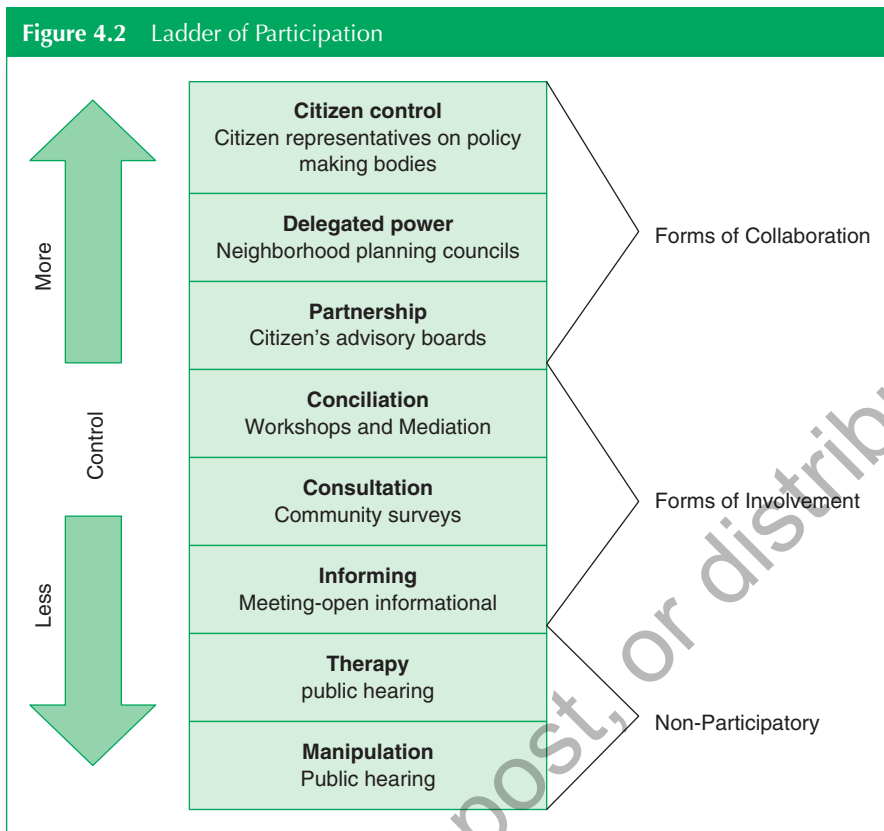 Figure 4.2 Ladder of Participation
More
Control
Less
Citizen control
Citizen representatives on policy
making bodies
Delegated power
Neighborhood planning councils
Partnership
Citizen's advisory boards
Conciliation
Workshops and Mediation
Consultation
Community surveys
Informing
Meeting-open informational
Therapy
public hearing
Manipulation
Public hearing
Forms of Collaboration
Forms of Involvement
Non-Participatory
post, or